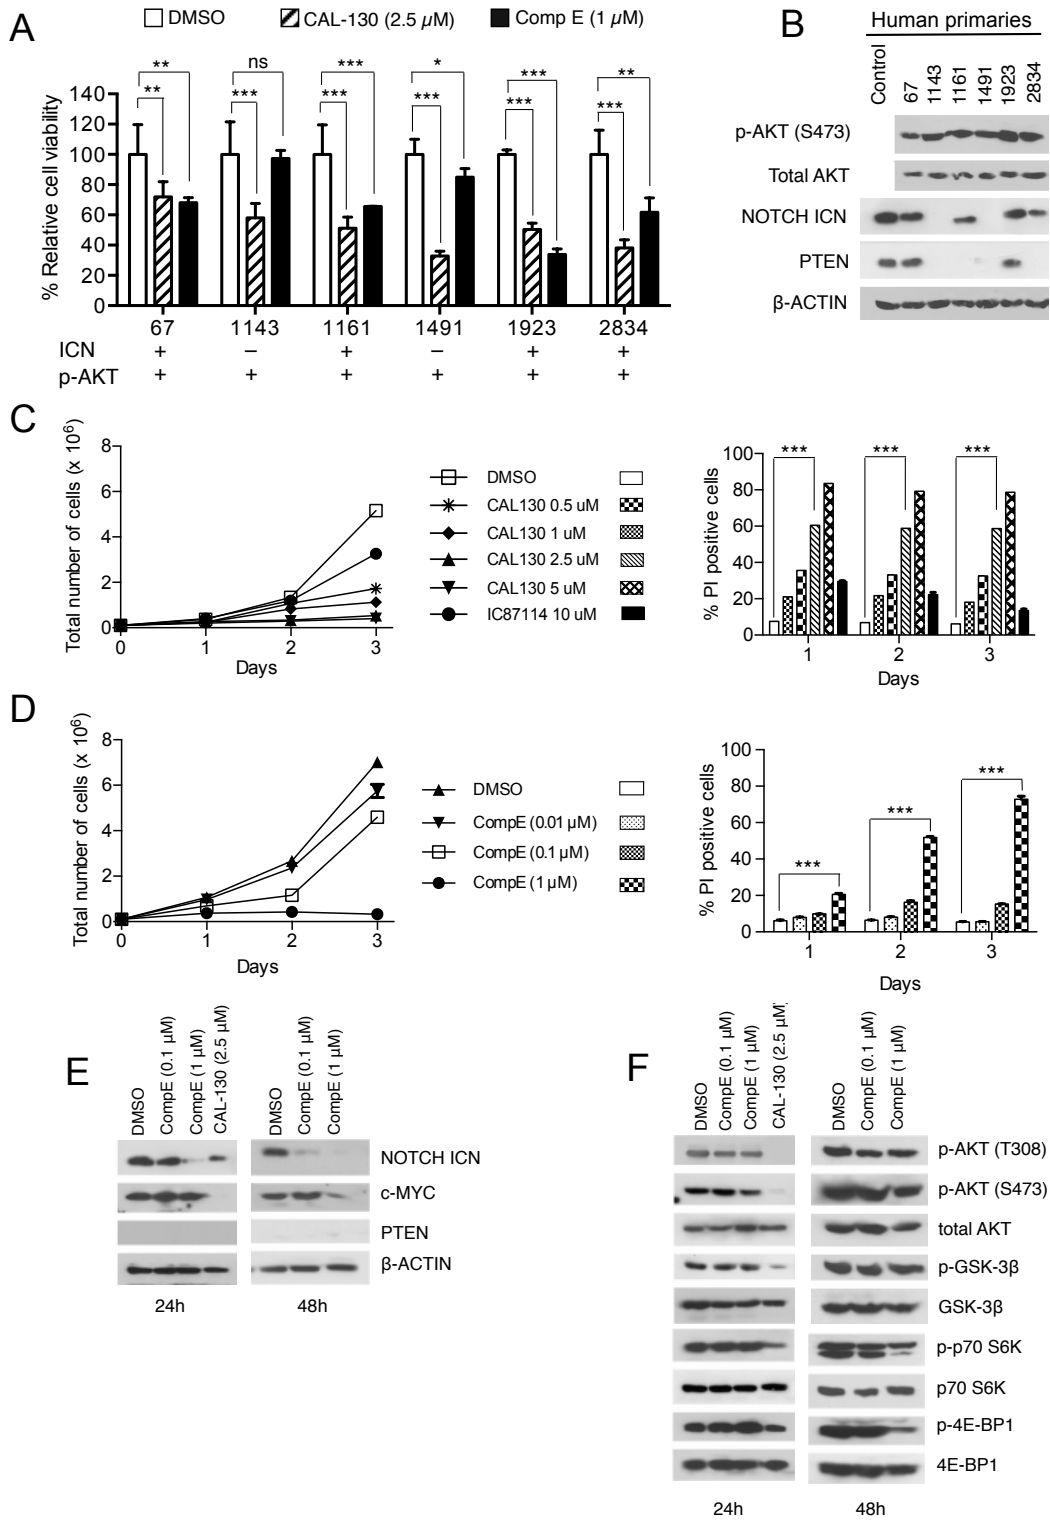 A
DMSO
CAL-130 (2.5 µM)
Comp E (1 µM)
% Relative cell viability
140
120
100
80
60
40
20
0
**
**
ns
***
***
***
*
***
***
***
**
***
67 1143 1161 1491 1923 2834
ICN + – + – + +
p-AKT + + + + + +
B
Human primaries
Control 67 1143 1161 1491 1923 2834
p-AKT (S473)
Total AKT
NOTCH ICN
PTEN
β-ACTIN
C
Total number of cells (x 10⁶)
8
6
4
2
0
0 1 2 3
Days
DMSO
CAL130 0.5 uM
CAL130 1 uM
CAL130 2.5 uM
CAL130 5 uM
IC87114 10 uM
% PI positive cells
100
80
60
40
20
0
*** *** ***
1 2 3
Days
D
Total number of cells (x 10⁶)
8
6
4
2
0
0 1 2 3
Days
DMSO
CompE (0.01 µM)
CompE (0.1 µM)
CompE (1 µM)
% PI positive cells
100
80
60
40
20
0
***
***
***
1 2 3
Days
E
DMSO
CompE (0.1 µM)
CompE (1 µM)
CAL-130 (2.5 µM)
DMSO
CompE (0.1 µM)
CompE (1 µM)
NOTCH ICN
c-MYC
PTEN
β-ACTIN
24h 48h
F
DMSO
CompE (0.1 µM)
CompE (1 µM)
CAL-130 (2.5 µM)
DMSO
CompE (0.1 µM)
CompE (1 µM)
p-AKT (T308)
p-AKT (S473)
total AKT
p-GSK-3β
GSK-3β
p-p70 S6K
p70 S6K
p-4E-BP1
4E-BP1
24h 48h